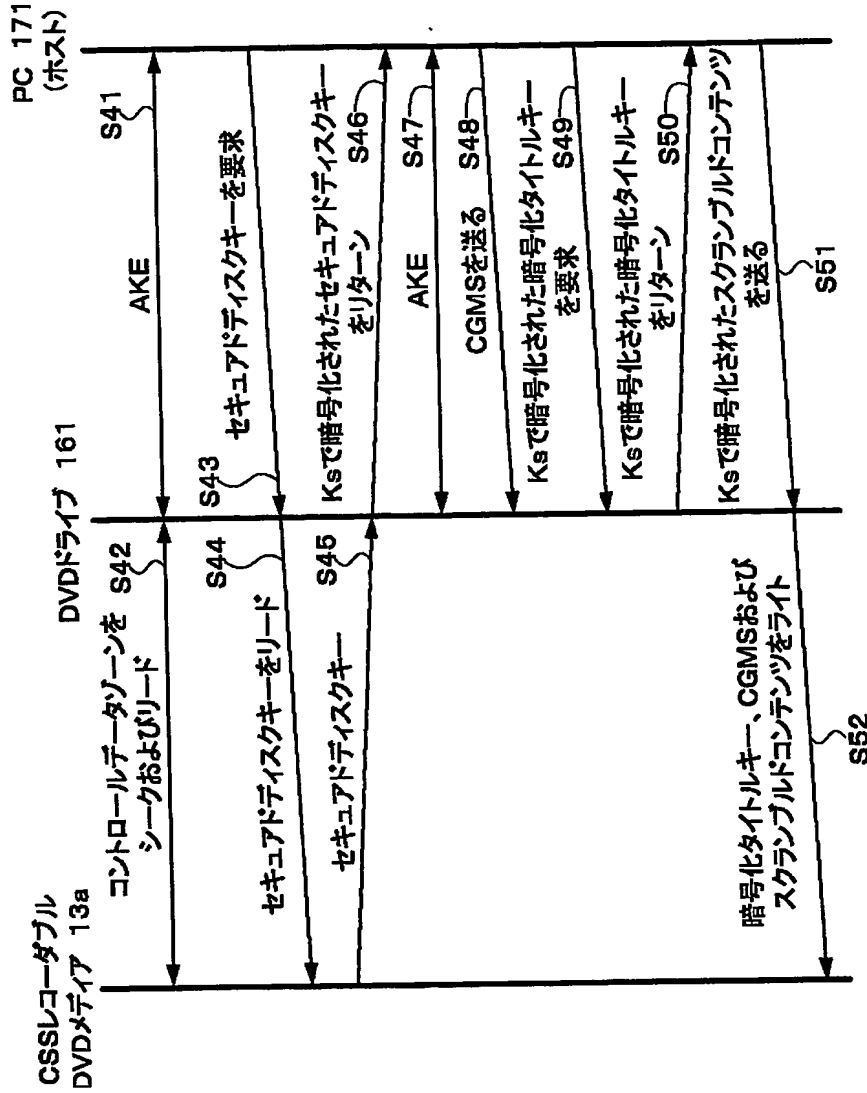 CSSレコーダブル
DVDメディア 13a
DVDドライブ 161
PC 171
(ホスト)
S41
AKE
コントロールデータゾーンを
シークおよびリード
S42
セキュアドディスクキーを要求
S43
セキュアドディスクキーをリード
S44
セキュアドディスクキー
S45
Ksで暗号化されたセキュアドディスクキー
をリターン
S46
AKE
S47
CGMSを送る
S48
Ksで暗号化された暗号化タイトルキー
を要求
S49
Ksで暗号化された暗号化タイトルキー
をリターン
S50
Ksで暗号化されたスクランブルドコンテンツ
を送る
S51
暗号化タイトルキー、CGMSおよび
スクランブルドコンテンツをライト
S52